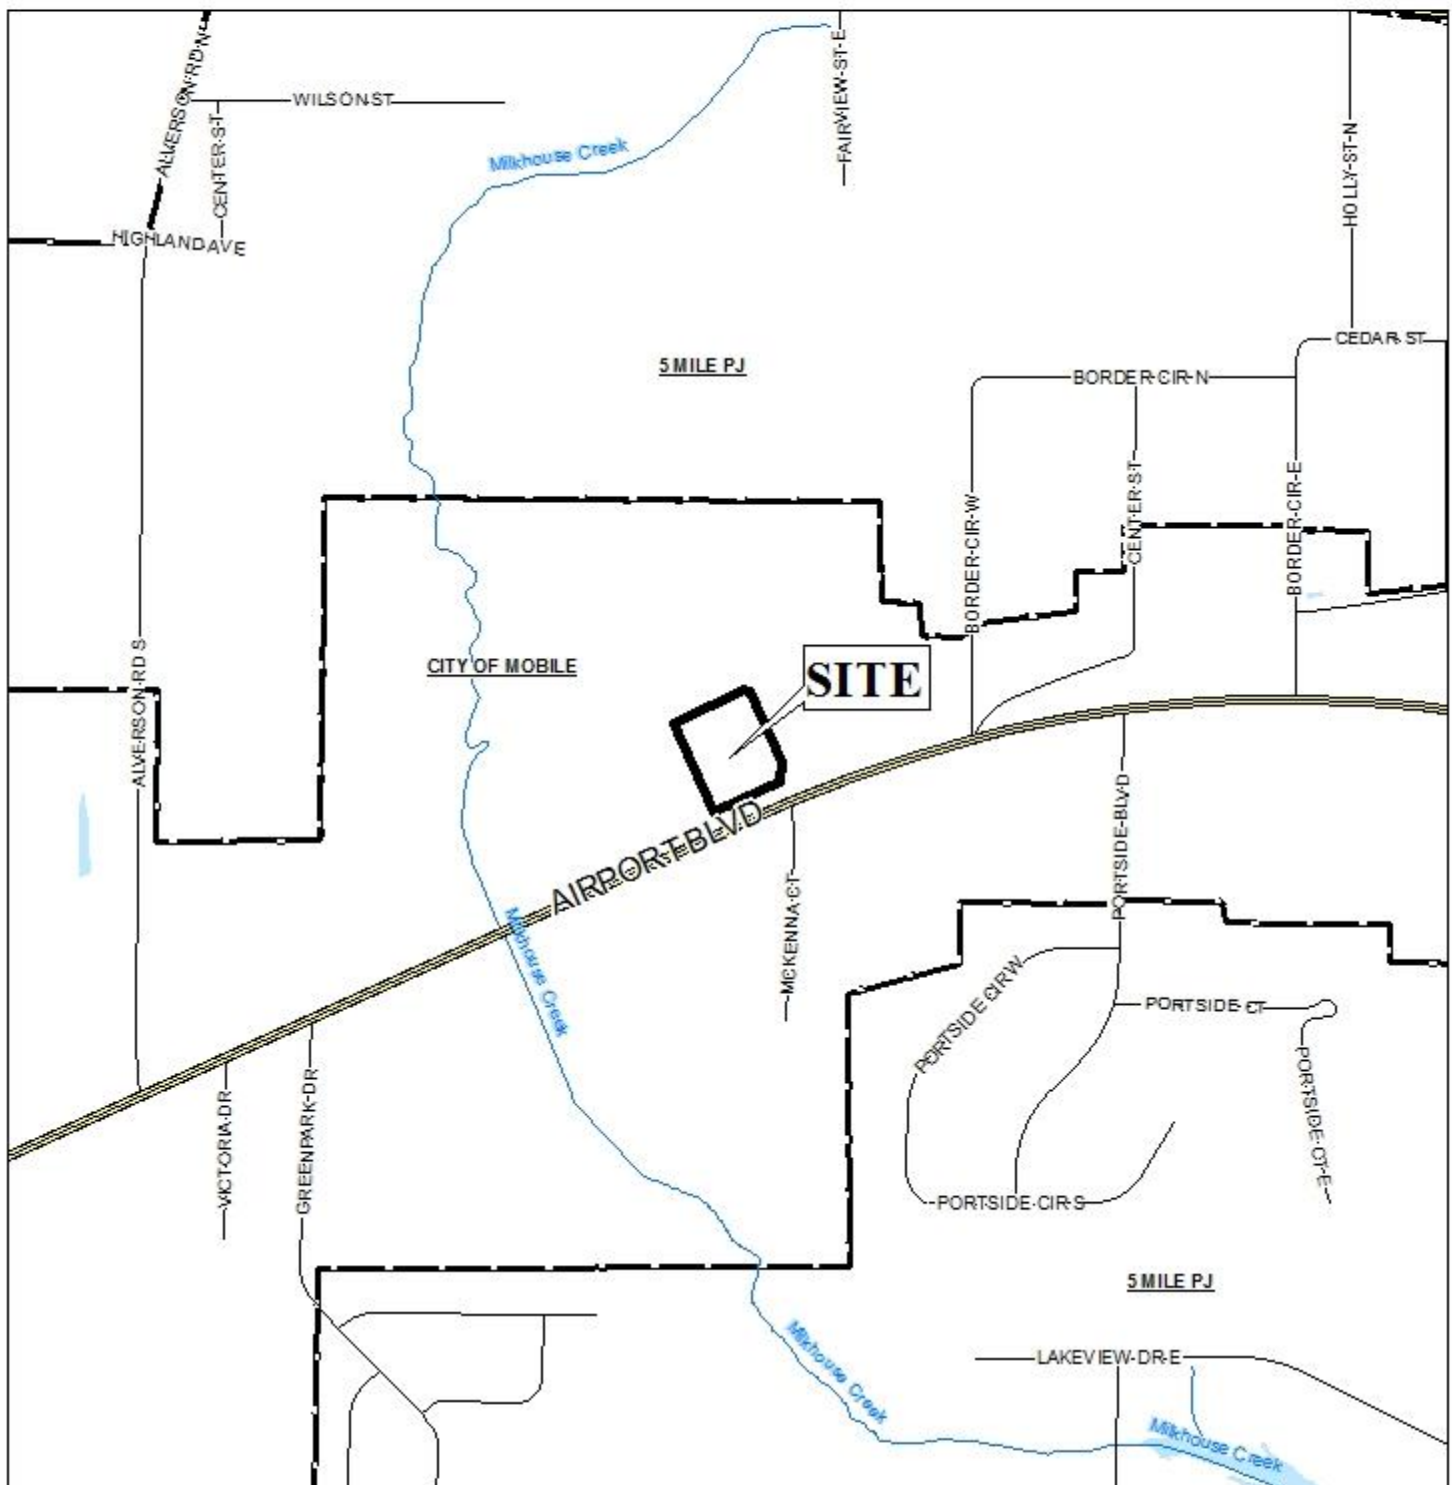 ALVERSON RD N
WILSON ST
CENTER ST
HIGHLAND AVE
Milkhouse Creek
FAIRVIEW ST E
HOLLY ST N
CEDAR ST
5 MILE PJ
BORDER CIR N
BORDER CIR W
CENTER ST
BORDER CIR E
ALVERSON RD S
CITY OF MOBILE
SITE
AIRPORT BLVD
PORTSIDE BLVD
MCKENNA CT
Milkhouse Creek
PORTSIDE CIR W
PORTSIDE CT
PORTSIDE CT E
VICTORIA DR
GREENPARK DR
PORTSIDE CIR S
5 MILE PJ
Milkhouse Creek
LAKEVIEW DR E
Milkhouse Creek